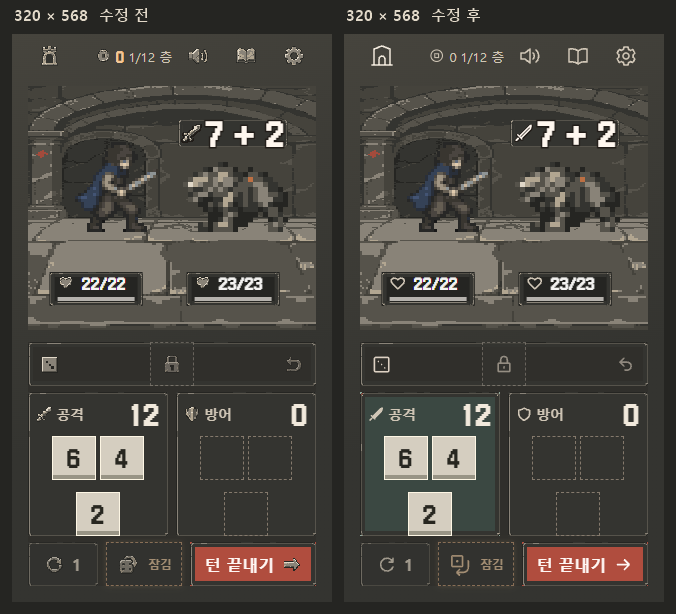 320 × 568 수정 전
0 1/12 층
7 + 2
22/22 23/23
공격 12 방어 0
6 4
2
1 잠김 턴 끝내기
320 × 568 수정 후
0 1/12 층
7 + 2
22/22 23/23
공격 12 방어 0
6 4
2
1 잠김 턴 끝내기